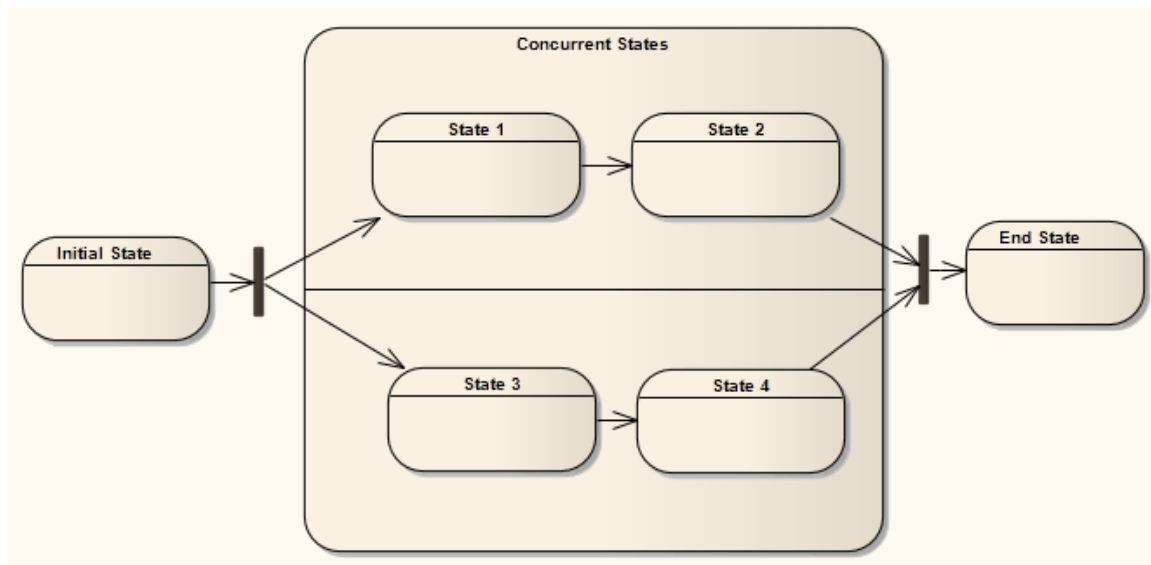 Concurrent States
State 1
State 2
Initial State
End State
State 3
State 4